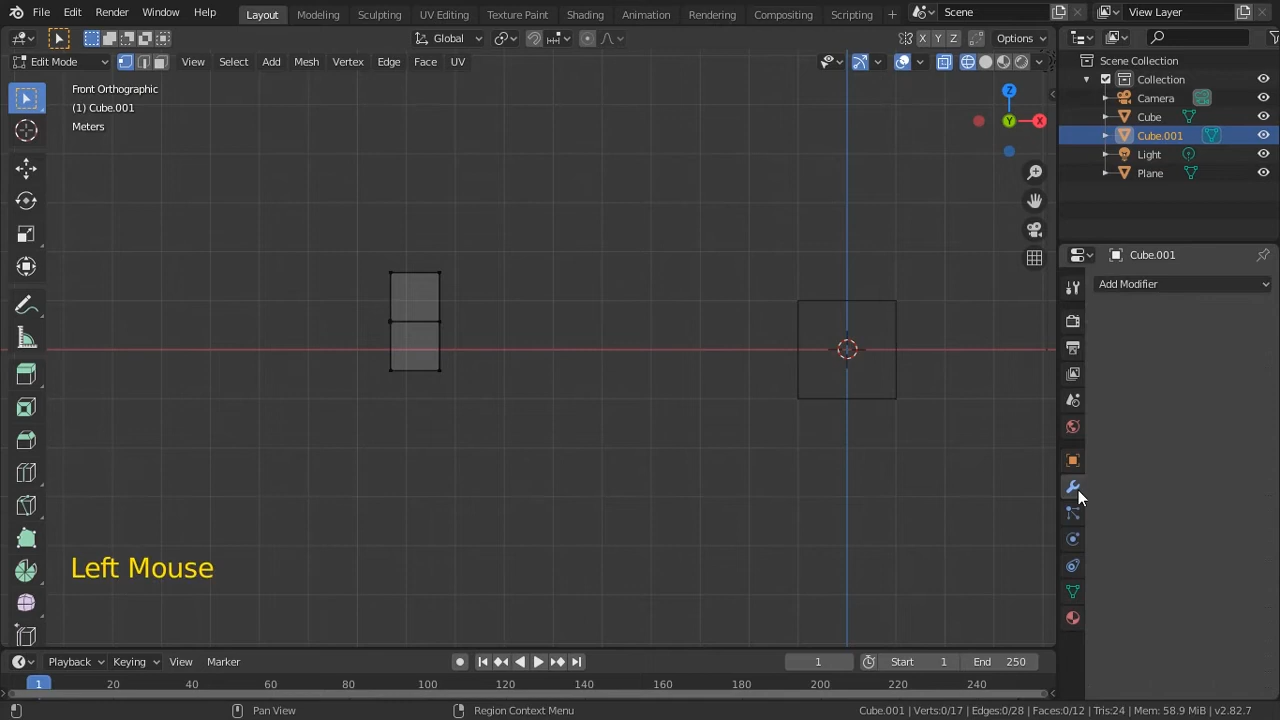 File Edit Render Window Help Layout Modeling Sculpting UV Editing Texture Paint Shading Animation Rendering Compositing Scripting + Scene View Layer
Global X Y Z Options
Edit Mode View Select Add Mesh Vertex Edge Face UV
Scene Collection
Collection
Camera
Cube
Cube.001
Light
Plane
Front Orthographic
(1) Cube.001
Meters
Z
Y
X
Cube.001
Add Modifier
Left Mouse
Playback Keying View Marker 1 Start 1 End 250
1 20 40 60 80 100 120 140 160 180 200 220 240
Pan View Region Context Menu Cube.001 | Verts:0/17 | Edges:0/28 | Faces:0/12 | Tris:24 | Mem: 58.9 MiB | v2.82.7